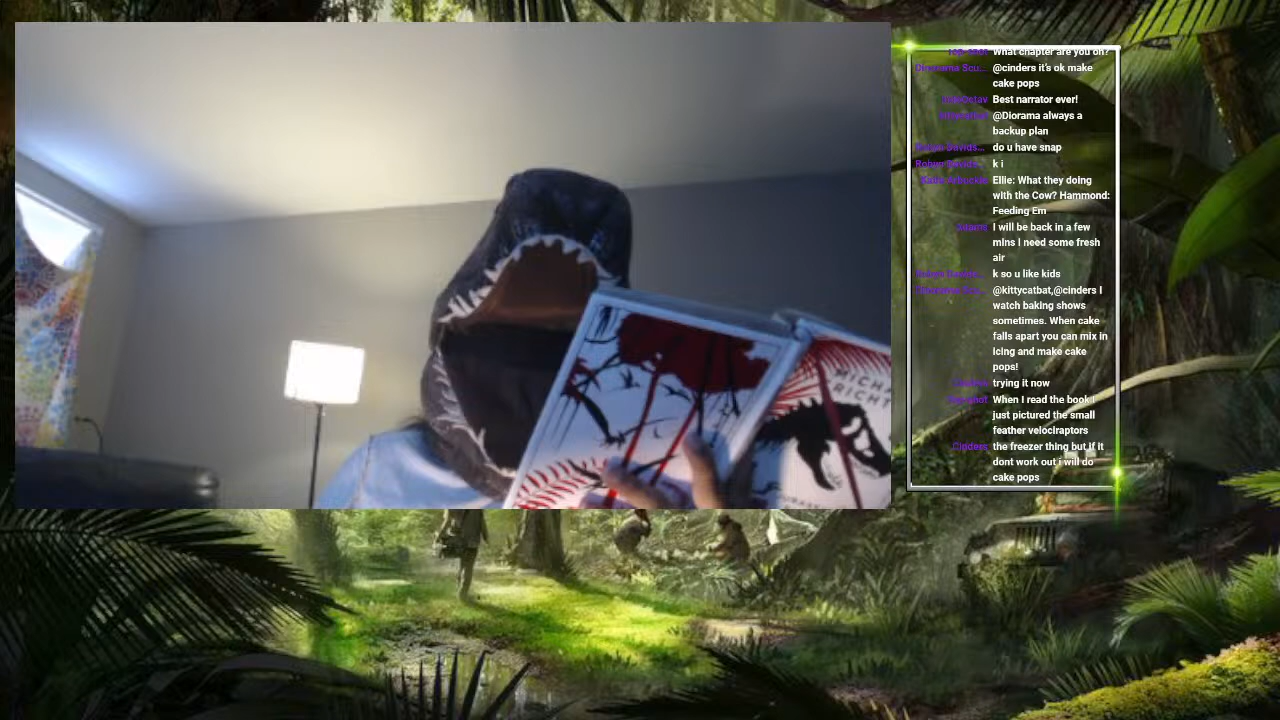 What chapter are you on?
@cinders it's ok make
cake pops
Best narrator ever!
@Diorama always a
backup plan
do u have snap
k i
Ellie: What they doing
with the Cow? Hammond:
Feeding Em
Adams I will be back in a few
mins I need some fresh
air
k so u like kids
@kittycatbat,@cinders I
watch baking shows
sometimes. When cake
falls apart you can mix in
icing and make cake
pops!
Cinders trying it now
When I read the book I
just pictured the small
feather velociraptors
Cinders the freezer thing but if it
dont work out i will do
cake pops
MICHA
RICHT